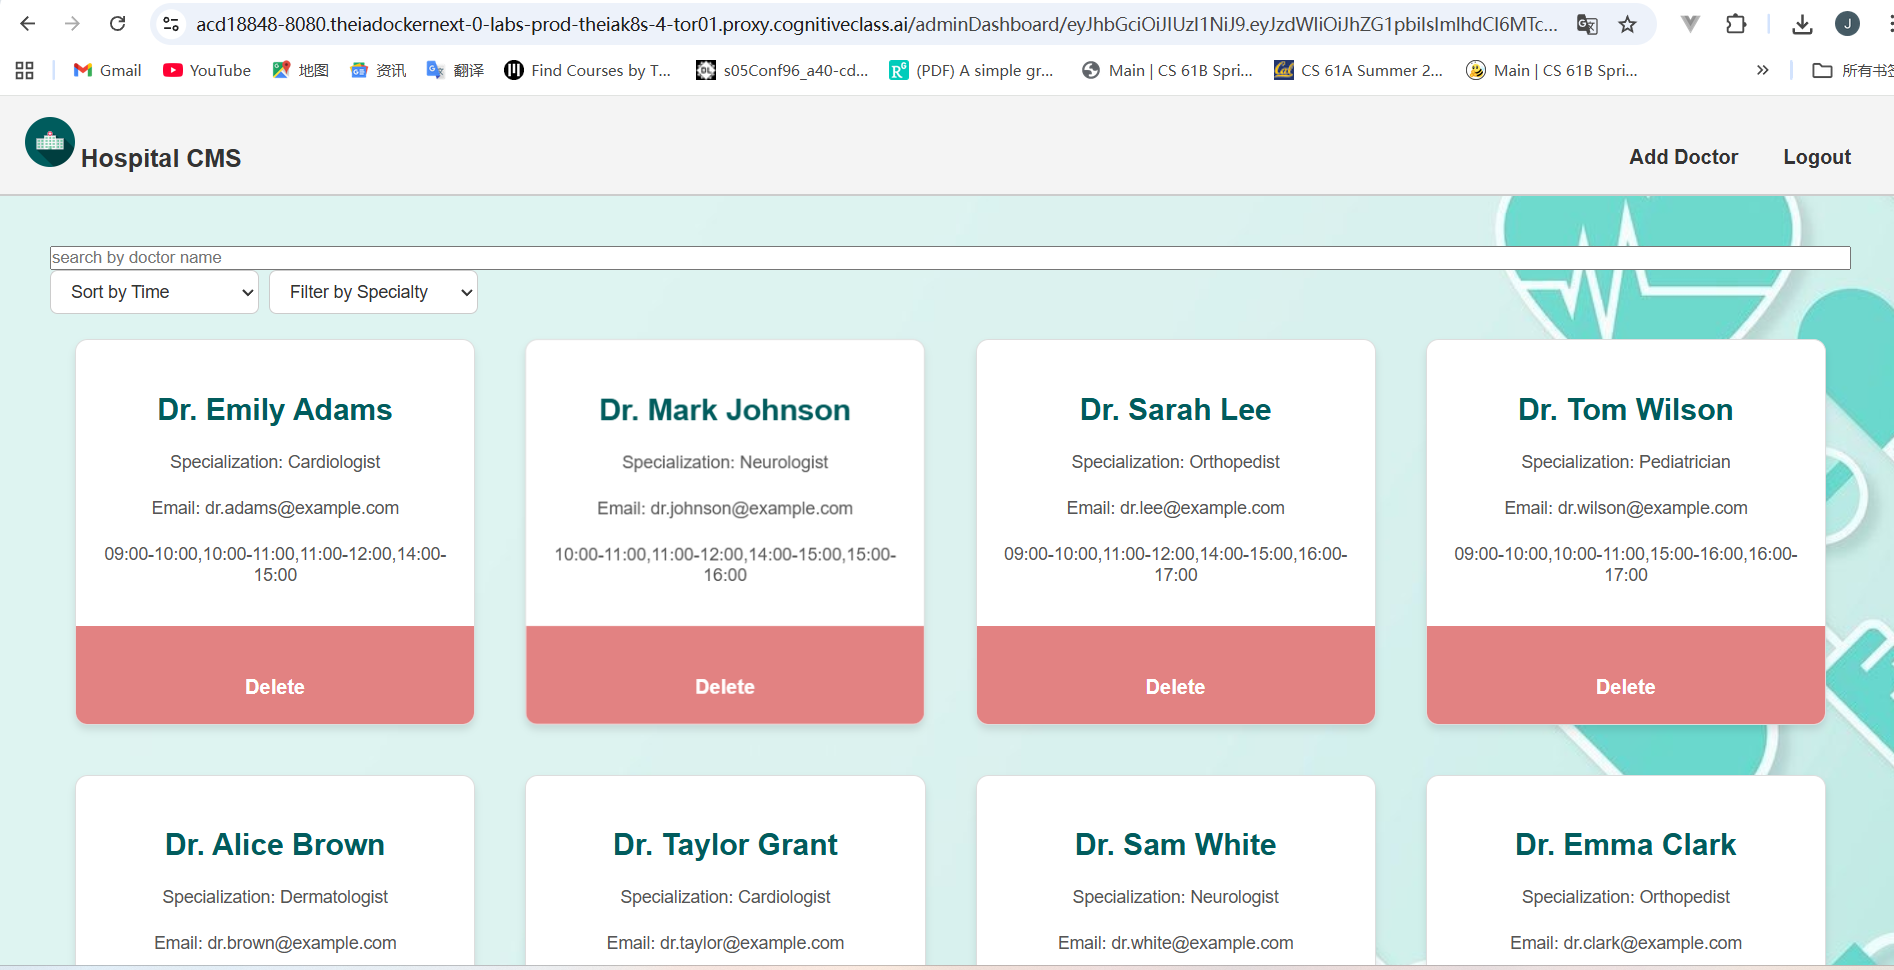 acd18848-8080.theiadockernext-0-labs-prod-theiak8s-4-tor01.proxy.cognitiveclass.ai/adminDashboard/eyJhbGciOiJIUzI1NiJ9.eyJzdWIiOiJhZG1pbiIsImlhdCI6MTc...
J
Gmail YouTube 地图 资讯 翻译 Find Courses by T... s05Conf96_a40-cd... (PDF) A simple gr... Main | CS 61B Spri... CS 61A Summer 2... Main | CS 61B Spri... » 所有书签
Hospital CMS Add Doctor Logout
search by doctor name
Sort by Time Filter by Specialty
Dr. Emily Adams
Specialization: Cardiologist
Email: dr.adams@example.com
09:00-10:00,10:00-11:00,11:00-12:00,14:00-
15:00
Delete
Dr. Mark Johnson
Specialization: Neurologist
Email: dr.johnson@example.com
10:00-11:00,11:00-12:00,14:00-15:00,15:00-
16:00
Delete
Dr. Sarah Lee
Specialization: Orthopedist
Email: dr.lee@example.com
09:00-10:00,11:00-12:00,14:00-15:00,16:00-
17:00
Delete
Dr. Tom Wilson
Specialization: Pediatrician
Email: dr.wilson@example.com
09:00-10:00,10:00-11:00,15:00-16:00,16:00-
17:00
Delete
Dr. Alice Brown
Specialization: Dermatologist
Email: dr.brown@example.com
Dr. Taylor Grant
Specialization: Cardiologist
Email: dr.taylor@example.com
Dr. Sam White
Specialization: Neurologist
Email: dr.white@example.com
Dr. Emma Clark
Specialization: Orthopedist
Email: dr.clark@example.com